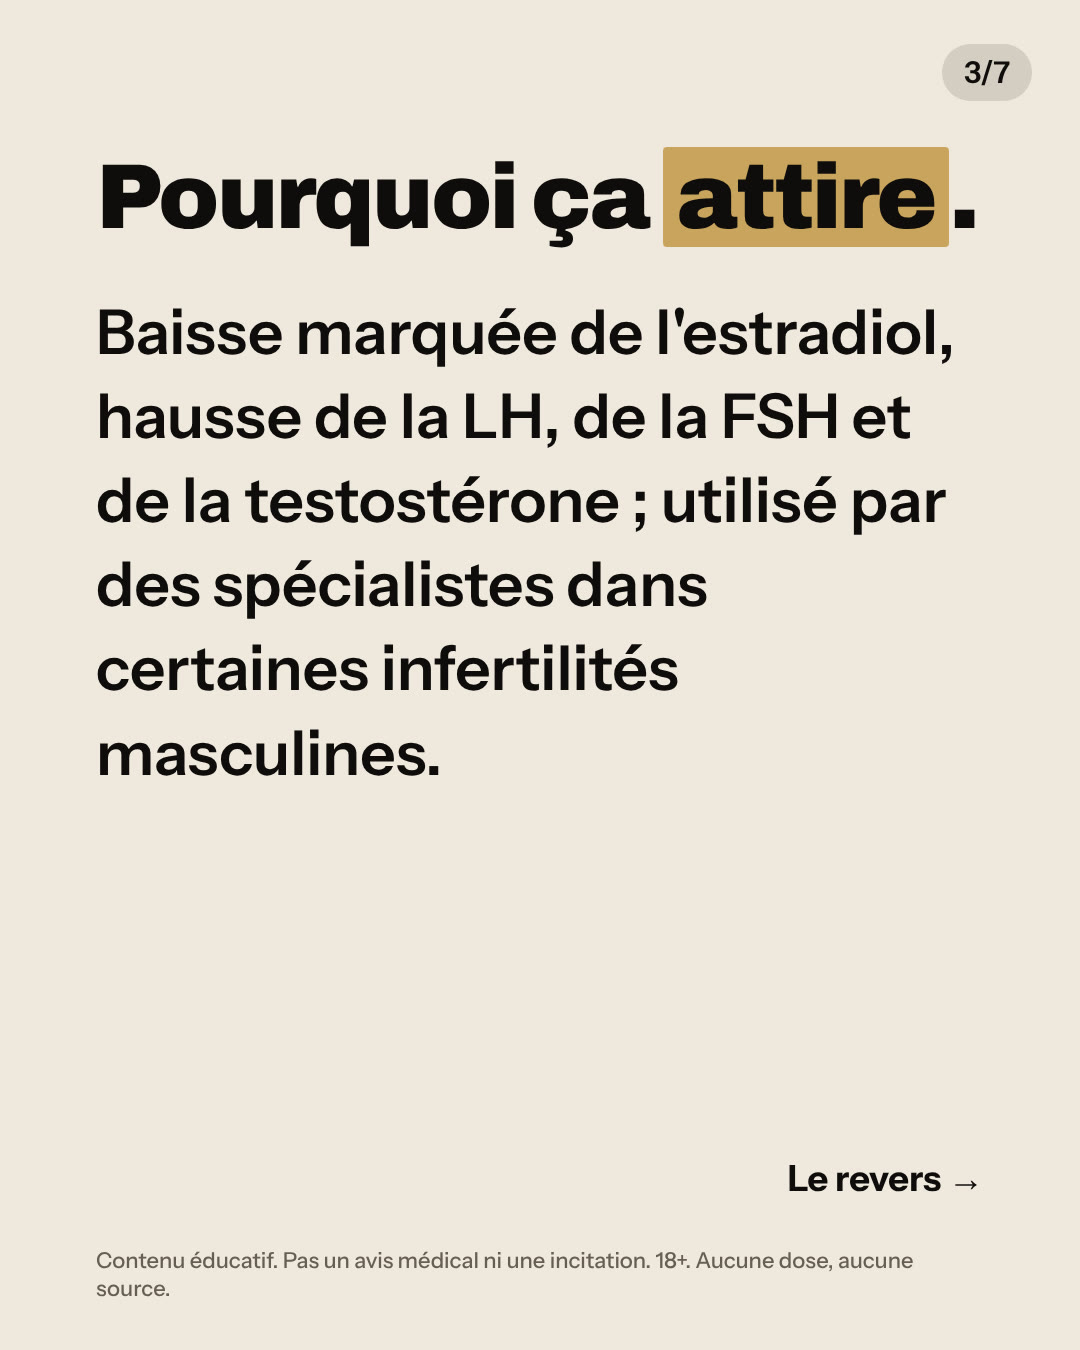 3/7
Pourquoi ça attire.
Baisse marquée de l'estradiol,
hausse de la LH, de la FSH et
de la testostérone ; utilisé par
des spécialistes dans
certaines infertilités
masculines.
Le revers →
Contenu éducatif. Pas un avis médical ni une incitation. 18+. Aucune dose, aucune
source.